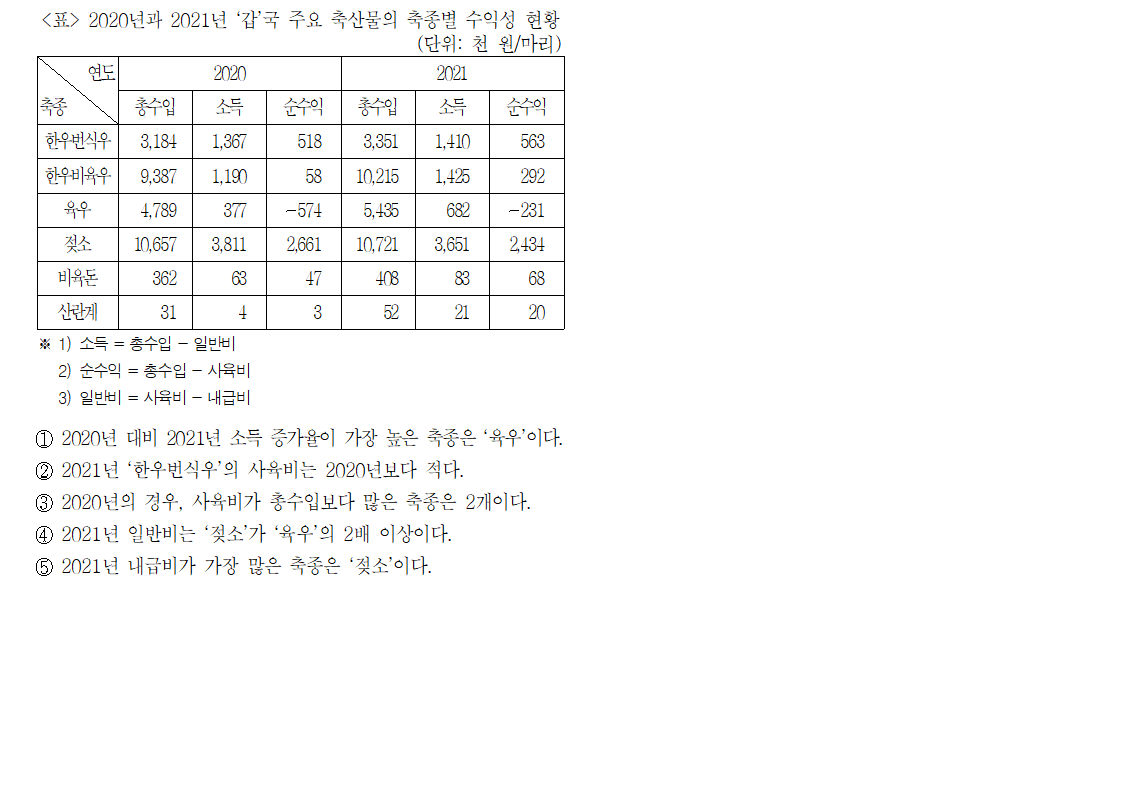 <표> 2020년과 2021년 ‘갑’국 주요 축산물의 축종별 수익성 현황
(단위: 천 원/마리)
연도 2020 2021
축종 총수입 소득 순수익 총수입 소득 순수익
한우번식우 3,184 1,367 518 3,351 1,410 563
한우비육우 9,387 1,190 58 10,215 1,425 292
육우 4,789 377 -574 5,435 682 -231
젖소 10,657 3,811 2,661 10,721 3,651 2,434
비육돈 362 63 47 408 83 68
산란계 31 4 3 52 21 20
※ 1) 소득 = 총수입 - 일반비
2) 순수익 = 총수입 - 사육비
3) 일반비 = 사육비 - 내급비
① 2020년 대비 2021년 소득 증가율이 가장 높은 축종은 ‘육우’이다.
② 2021년 ‘한우번식우’의 사육비는 2020년보다 적다.
③ 2020년의 경우, 사육비가 총수입보다 많은 축종은 2개이다.
④ 2021년 일반비는 ‘젖소’가 ‘육우’의 2배 이상이다.
⑤ 2021년 내급비가 가장 많은 축종은 ‘젖소’이다.